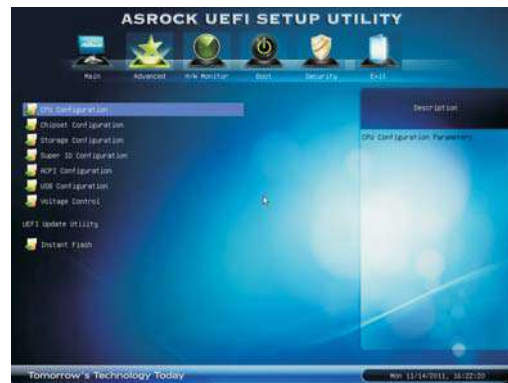 ASROCK UEFI SETUP UTILITY
Main Advanced H/W Monitor Boot Security Exit
CPU Configuration
Chipset Configuration
Storage Configuration
Super IO Configuration
ACPI Configuration
USB Configuration
Voltage Control
UEFI Update Utility
Instant Flash
Description
CPU Configuration Parameters
Tomorrow's Technology Today
Mon 11/14/2011, 16:22:20